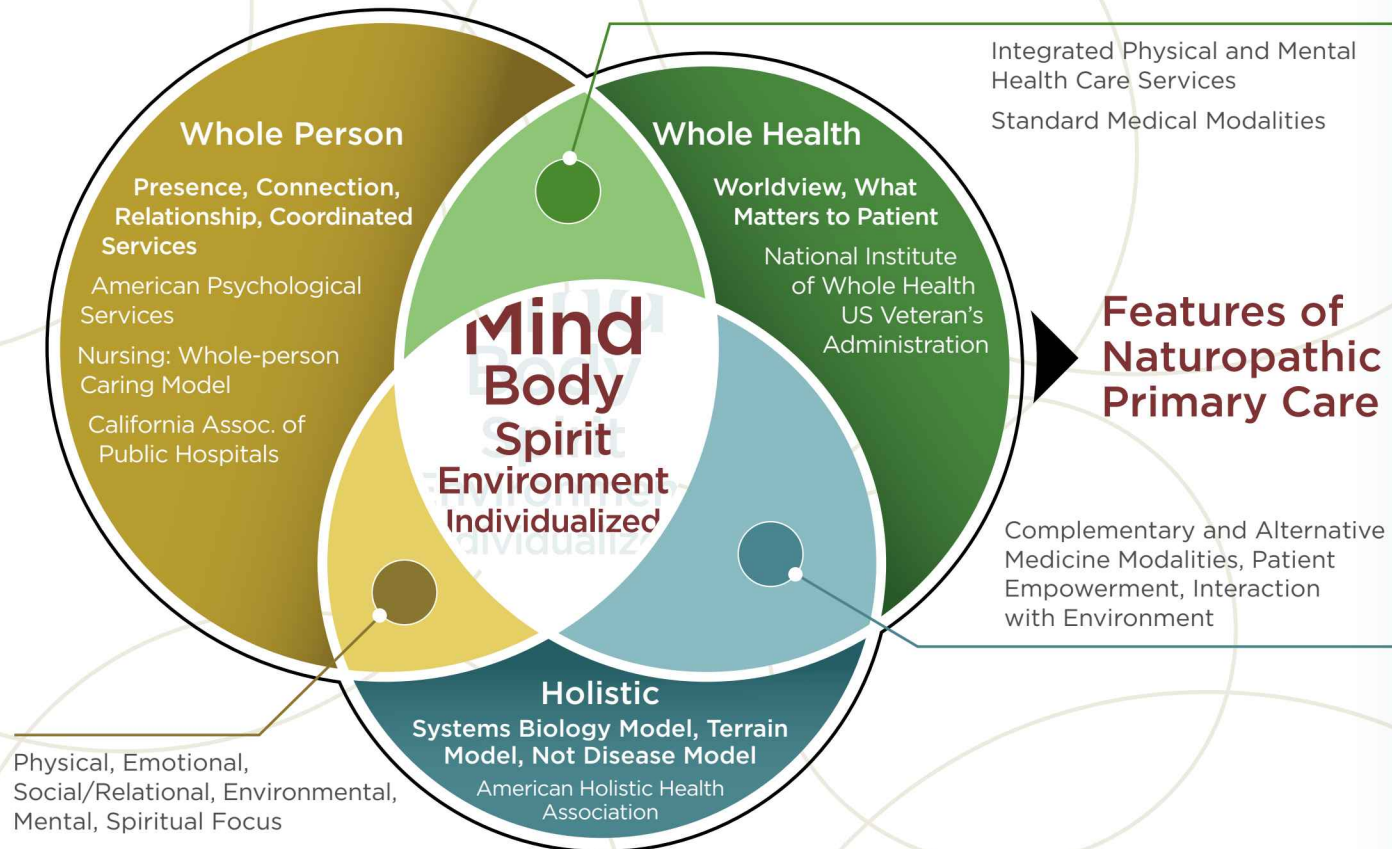 Whole Person
Presence, Connection,
Relationship, Coordinated
Services
American Psychological
Services
Nursing: Whole-person
Caring Model
California Assoc. of
Public Hospitals
Whole Health
Worldview, What
Matters to Patient
National Institute
of Whole Health
US Veteran's
Administration
Integrated Physical and Mental
Health Care Services
Standard Medical Modalities
Mind
Body
Spirit
Environment
Individualized
Features of
Naturopathic
Primary Care
Complementary and Alternative
Medicine Modalities, Patient
Empowerment, Interaction
with Environment
Holistic
Systems Biology Model, Terrain
Model, Not Disease Model
American Holistic Health
Association
Physical, Emotional,
Social/Relational, Environmental,
Mental, Spiritual Focus